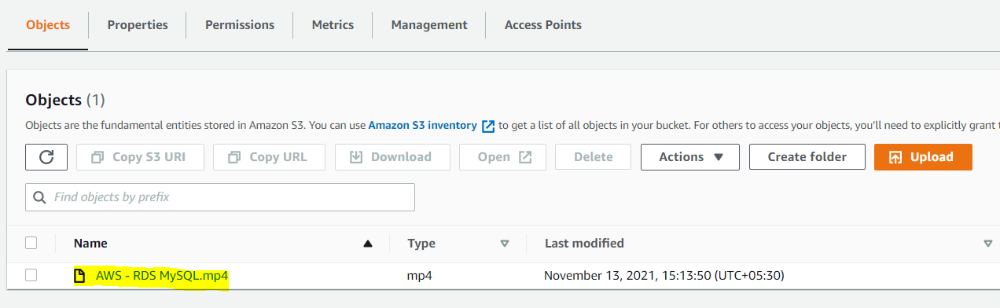 Objects Properties Permissions Metrics Management Access Points
Objects (1)
Objects are the fundamental entities stored in Amazon S3. You can use Amazon S3 inventory to get a list of all objects in your bucket. For others to access your objects, you'll need to explicitly grant
Copy S3 URI Copy URL Download Open Delete Actions Create folder Upload
Find objects by prefix
Name Type Last modified
AWS - RDS MySQL.mp4 mp4 November 13, 2021, 15:13:50 (UTC+05:30)